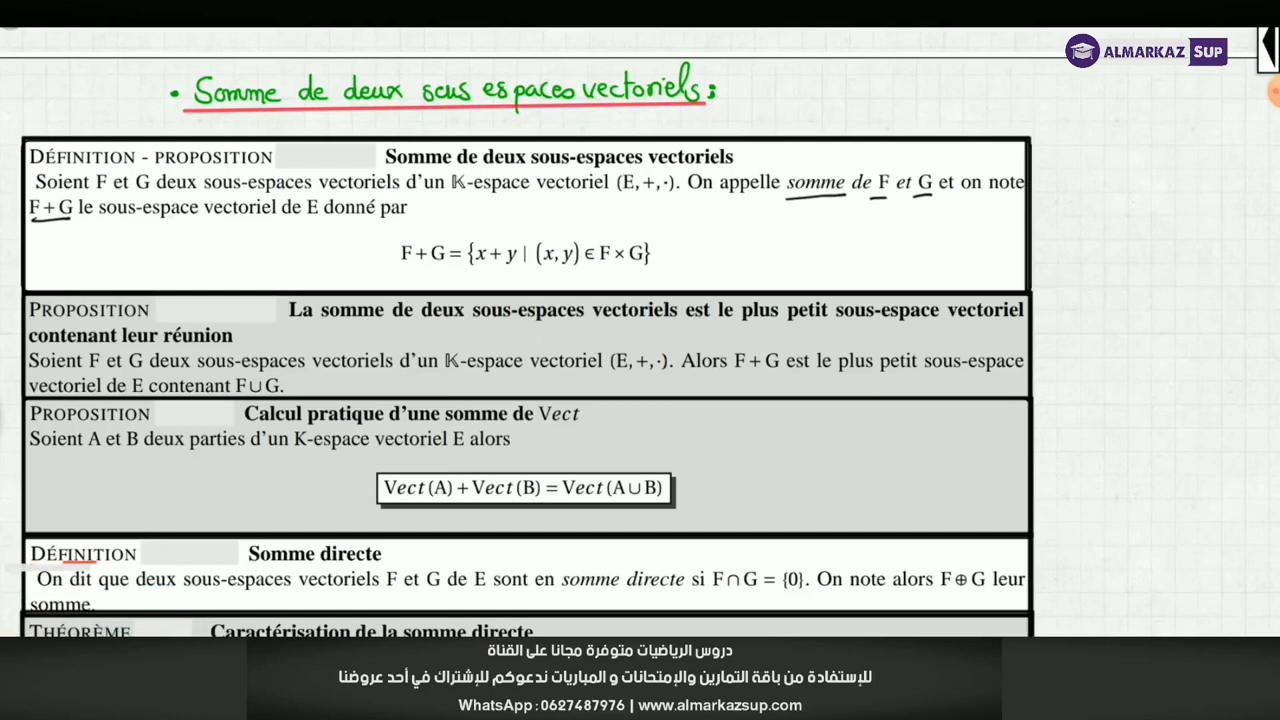 ALMARKAZ SUP
• Somme de deux sous espaces vectoriels :
DÉFINITION - PROPOSITION Somme de deux sous-espaces vectoriels
Soient F et G deux sous-espaces vectoriels d'un 𝕂-espace vectoriel (E,+,·). On appelle somme de F et G et on note
F+G le sous-espace vectoriel de E donné par
F+G = {x+y | (x,y) ∈ F×G}
PROPOSITION La somme de deux sous-espaces vectoriels est le plus petit sous-espace vectoriel
contenant leur réunion
Soient F et G deux sous-espaces vectoriels d'un 𝕂-espace vectoriel (E,+,·). Alors F+G est le plus petit sous-espace
vectoriel de E contenant F∪G.
PROPOSITION Calcul pratique d'une somme de Vect
Soient A et B deux parties d'un K-espace vectoriel E alors
Vect(A)+Vect(B) = Vect(A∪B)
DÉFINITION Somme directe
On dit que deux sous-espaces vectoriels F et G de E sont en somme directe si F∩G = {0}. On note alors F⊕G leur
somme.
THÉORÈME Caractérisation de la somme directe
دروس الرياضيات متوفرة مجانا على القناة
للإستفادة من باقة التمارين والإمتحانات و المباريات ندعوكم للإشتراك في أحد عروضنا
WhatsApp : 0627487976 | www.almarkazsup.com